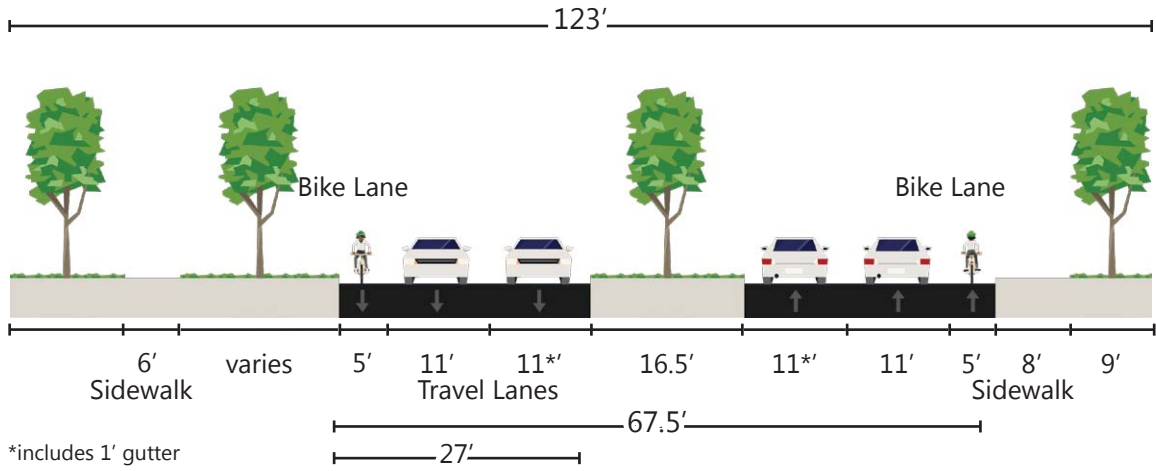 123′
Bike Lane
Bike Lane
6′ varies 5′ 11′ 11*′ 16.5′ 11*′ 11′ 5′ 8′ 9′
Sidewalk Travel Lanes Sidewalk
67.5′
*includes 1′ gutter
27′